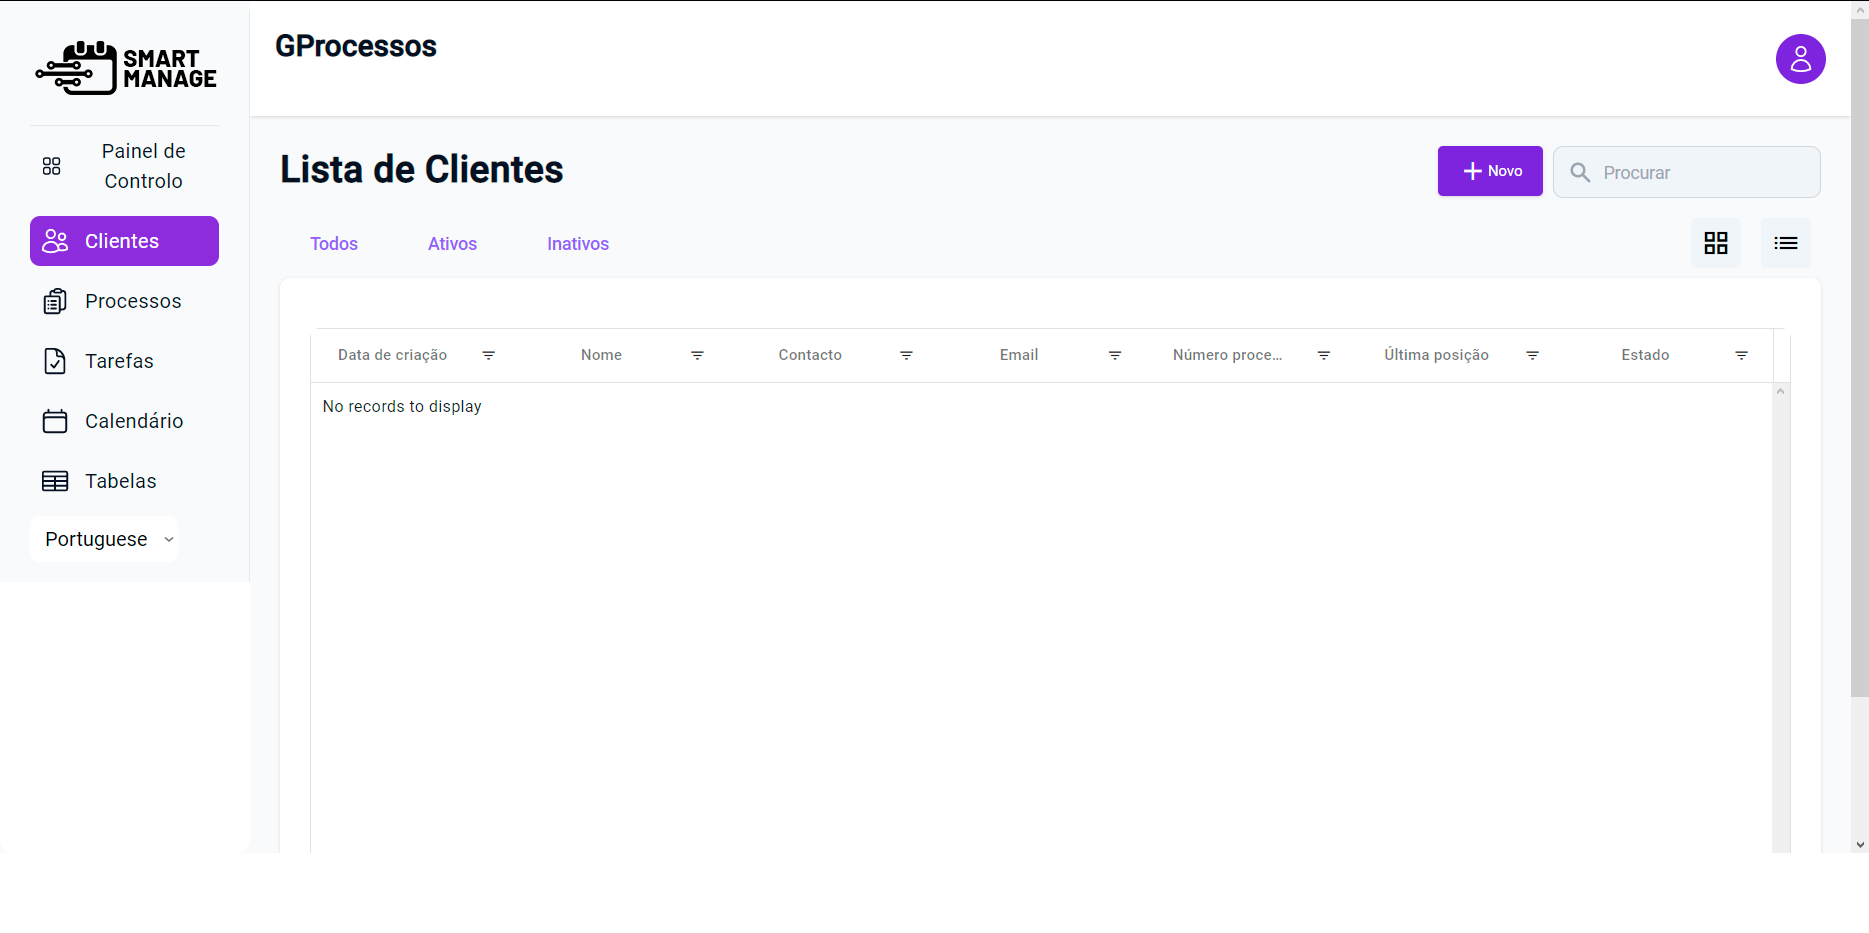 SMART
MANAGE
GProcessos
Painel de
Controlo
Clientes
Processos
Tarefas
Calendário
Tabelas
Portuguese
Lista de Clientes
Novo
Procurar
Todos Ativos Inativos
Data de criação Nome Contacto Email Número proce... Última posição Estado
No records to display